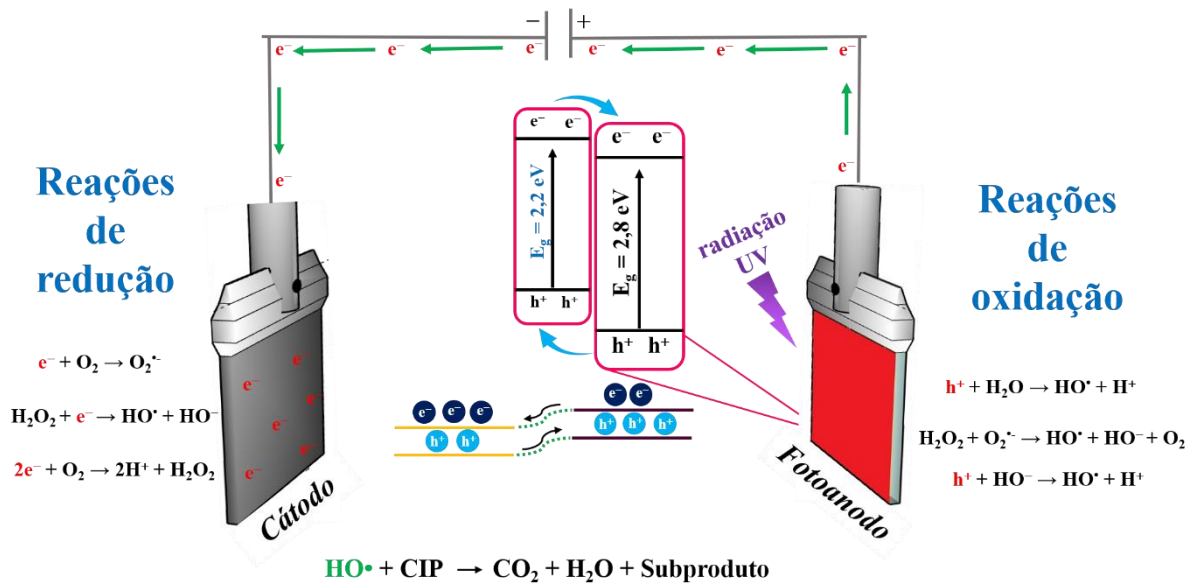 − +
e⁻ e⁻ e⁻ e⁻ e⁻ e⁻
e⁻ e⁻
Reações
de
redução
e⁻ + O₂ → O₂•⁻
H₂O₂ + e⁻ → HO• + HO⁻
2e⁻ + O₂ → 2H⁺ + H₂O₂
e⁻
e⁻
e⁻
e⁻
e⁻
e⁻
Cátodo
e⁻ e⁻
E_g = 2,2 eV
h⁺ h⁺
e⁻ e⁻
E_g = 2,8 eV
h⁺ h⁺
e⁻ e⁻ e⁻
h⁺ h⁺
e⁻ e⁻
h⁺ h⁺ h⁺
radiação
UV
Fotoanodo
Reações
de
oxidação
h⁺ + H₂O → HO• + H⁺
H₂O₂ + O₂•⁻ → HO• + HO⁻ + O₂
h⁺ + HO⁻ → HO• + H⁺
HO• + CIP → CO₂ + H₂O + Subproduto